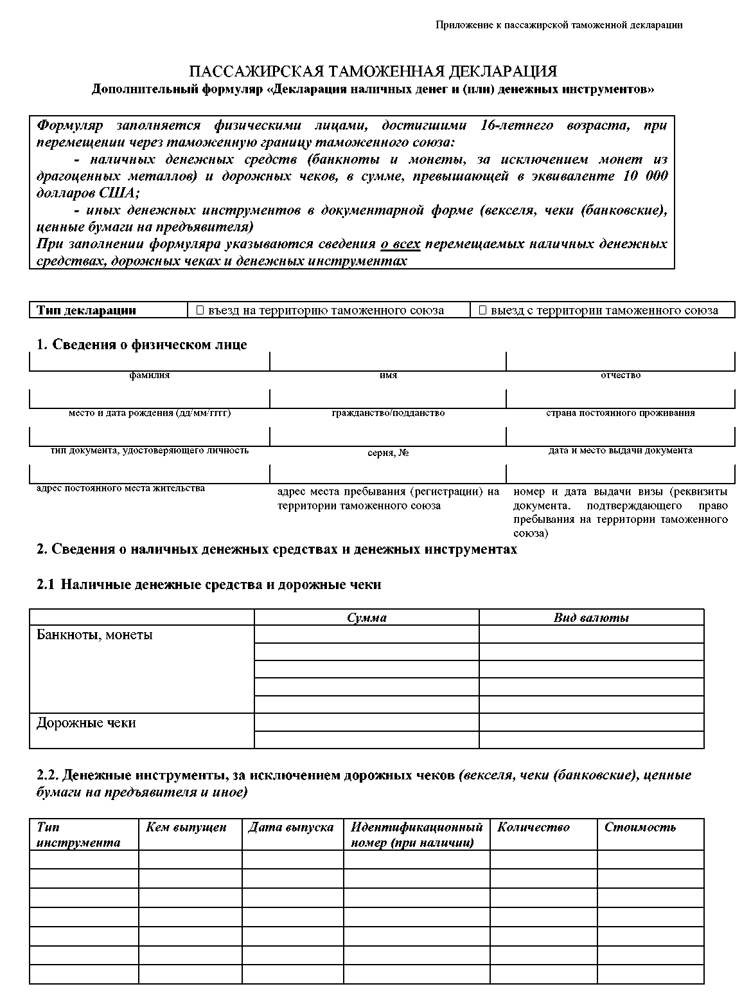 Приложение к пассажирской таможенной декларации
ПАССАЖИРСКАЯ ТАМОЖЕННАЯ ДЕКЛАРАЦИЯ
Дополнительный формуляр «Декларация наличных денег и (или) денежных инструментов»
Формуляр заполняется физическими лицами, достигшими 16-летнего возраста, при
перемещении через таможенную границу таможенного союза:
- наличных денежных средств (банкноты и монеты, за исключением монет из
драгоценных металлов) и дорожных чеков, в сумме, превышающей в эквиваленте 10 000
долларов США;
- иных денежных инструментов в документарной форме (векселя, чеки (банковские),
ценные бумаги на предъявителя)
При заполнении формуляра указываются сведения о всех перемещаемых наличных денежных
средствах, дорожных чеках и денежных инструментах
Тип декларации □ въезд на территорию таможенного союза □ выезд с территории таможенного союза
1. Сведения о физическом лице
фамилия имя отчество
место и дата рождения (дд/мм/гггг) гражданство/подданство страна постоянного проживания
тип документа, удостоверяющего личность серия, № дата и место выдачи документа
адрес постоянного места жительства
адрес места пребывания (регистрации) на
территории таможенного союза
номер и дата выдачи визы (реквизиты
документа. подтверждающего право
пребывания на территории таможенного
союза)
2. Сведения о наличных денежных средствах и денежных инструментах
2.1 Наличные денежные средства и дорожные чеки
Сумма Вид валюты
Банкноты, монеты
Дорожные чеки
2.2. Денежные инструменты, за исключением дорожных чеков (векселя, чеки (банковские), ценные
бумаги на предъявителя и иное)
Тип
инструмента
Кем выпущен
Дата выпуска
Идентификационный
номер (при наличии)
Количество
Стоимость